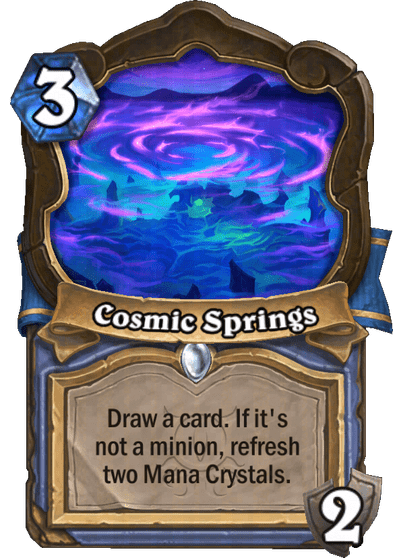 3
Cosmic Springs
Draw a card. If it's
not a minion, refresh
two Mana Crystals.
2